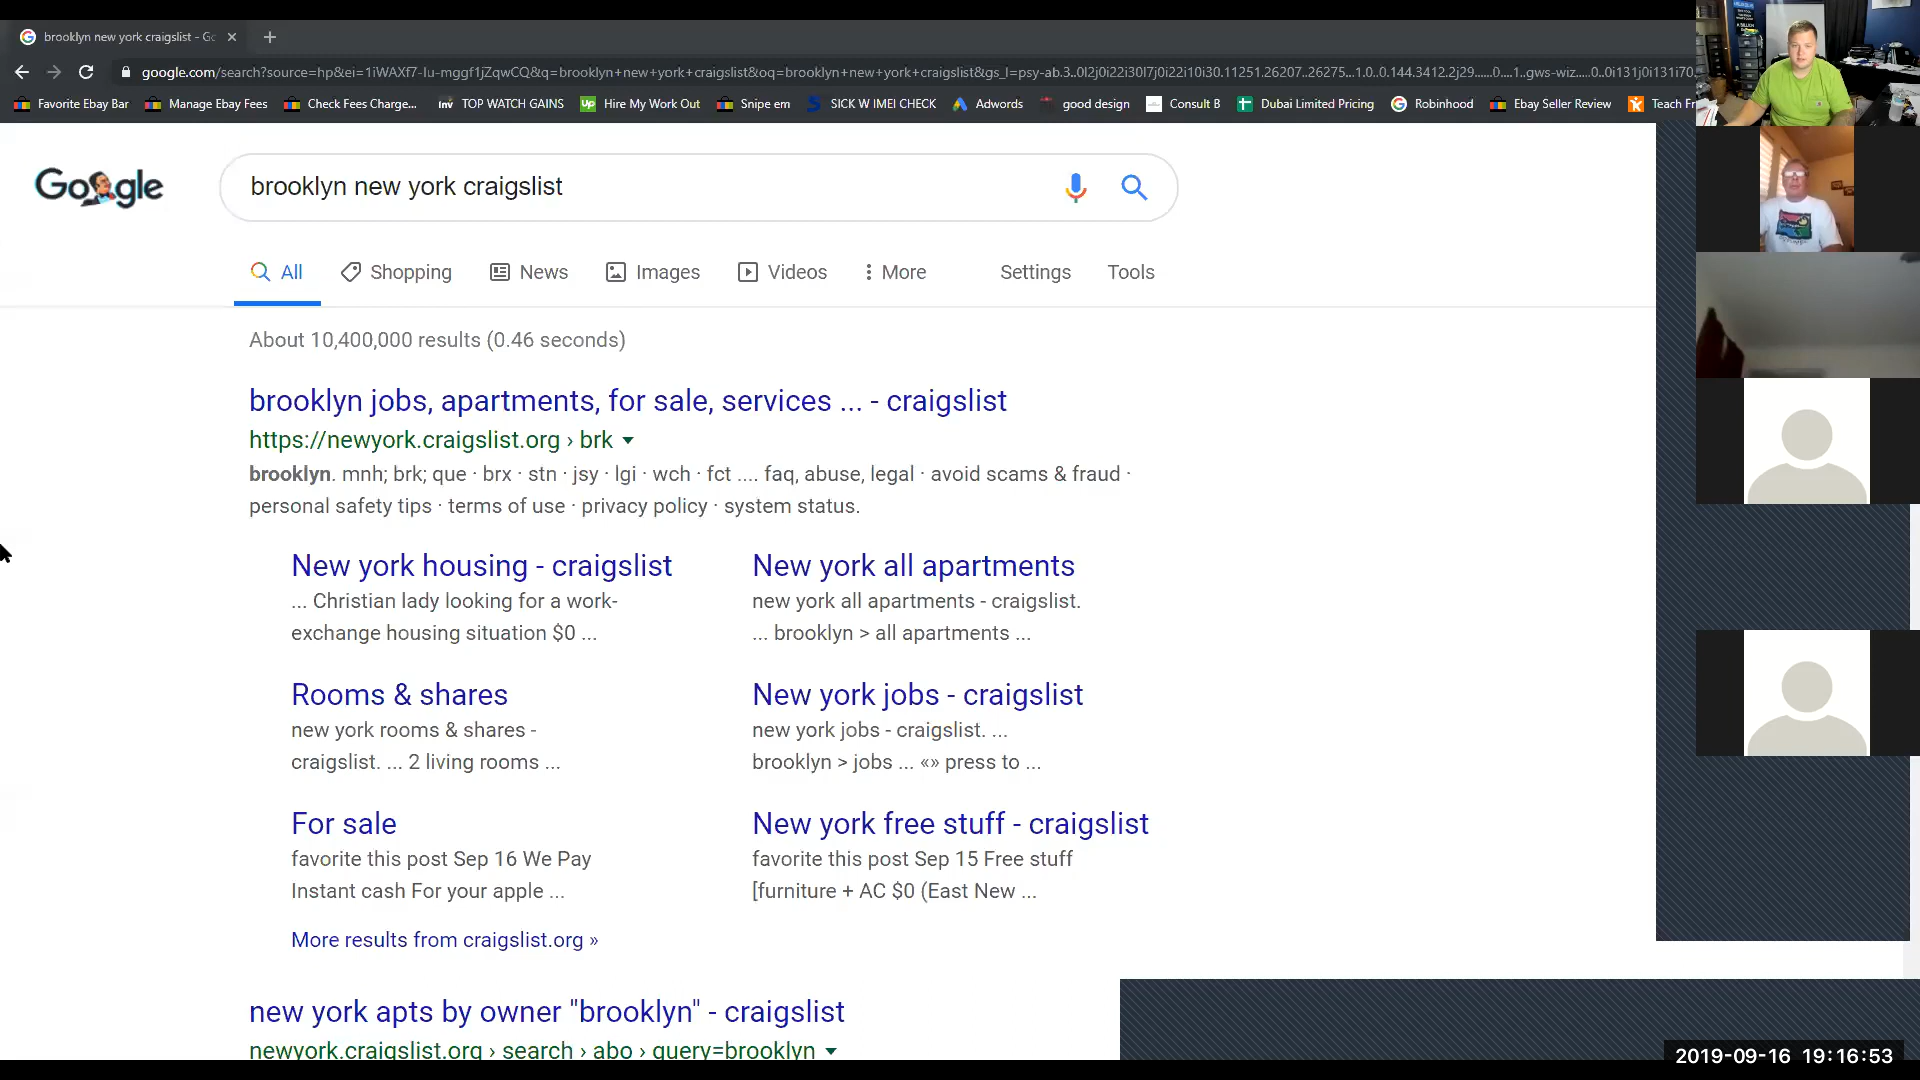 brooklyn new york craigslist - Go
google.com/search?source=hp&ei=1iWAXf7-Iu-mggf1jZqwCQ&q=brooklyn+new+york+craigslist&oq=brooklyn+new+york+craigslist&gs_l=psy-ab.3..0l2j0i22i30l7j0i22i10i30.11251.26207..26275...1.0..0.144.3412.2j29......0....1..gws-wiz.....0..0i131j0i131i70
Favorite Ebay Bar
Manage Ebay Fees
Check Fees Charge...
inv TOP WATCH GAINS
Up Hire My Work Out
Snipe em
S SICK W IMEI CHECK
Adwords
good design
Consult B
Dubai Limited Pricing
Robinhood
Ebay Seller Review
Teach Fr
Google
brooklyn new york craigslist
All
Shopping
News
Images
Videos
More
Settings
Tools
About 10,400,000 results (0.46 seconds)
brooklyn jobs, apartments, for sale, services ... - craigslist
https://newyork.craigslist.org › brk
brooklyn. mnh; brk; que · brx · stn · jsy · lgi · wch · fct .... faq, abuse, legal · avoid scams & fraud ·
personal safety tips · terms of use · privacy policy · system status.
New york housing - craigslist
... Christian lady looking for a work-
exchange housing situation $0 ...
New york all apartments
new york all apartments - craigslist.
... brooklyn > all apartments ...
Rooms & shares
new york rooms & shares -
craigslist. ... 2 living rooms ...
New york jobs - craigslist
new york jobs - craigslist. ...
brooklyn > jobs ... «» press to ...
For sale
favorite this post Sep 16 We Pay
Instant cash For your apple ...
New york free stuff - craigslist
favorite this post Sep 15 Free stuff
[furniture + AC $0 (East New ...
More results from craigslist.org »
new york apts by owner "brooklyn" - craigslist
newyork.craigslist.org › search › abo › query=brooklyn
2019-09-16 19:16:53